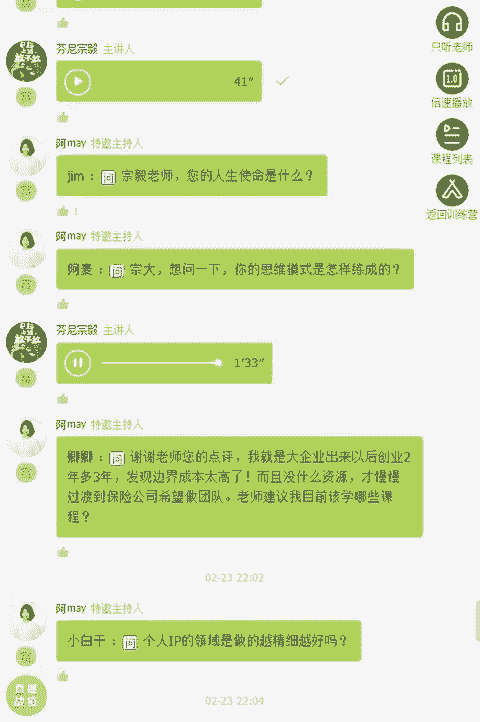 芬尼宗毅 主讲人
41″
只听老师
1.0
倍速播放
课程列表
返回训练营
阿may 特邀主持人
jim : 问 宗毅老师，您的人生使命是什么？
1
阿may 特邀主持人
阿麦 : 问 宗大，想问一下，你的思维模式是怎样练成的？
芬尼宗毅 主讲人
1′33″
阿may 特邀主持人
卿卿 : 问 谢谢老师您的点评，我就是大企业出来以后创业2
年多3年，发现边界成本太高了！而且没什么资源，才慢慢
过渡到保险公司希望做团队。老师建议我目前该学哪些课
程？
02-23 22:02
阿may 特邀主持人
小白干 : 问 个人IP的领域是做的越精细越好吗？
02-23 22:04